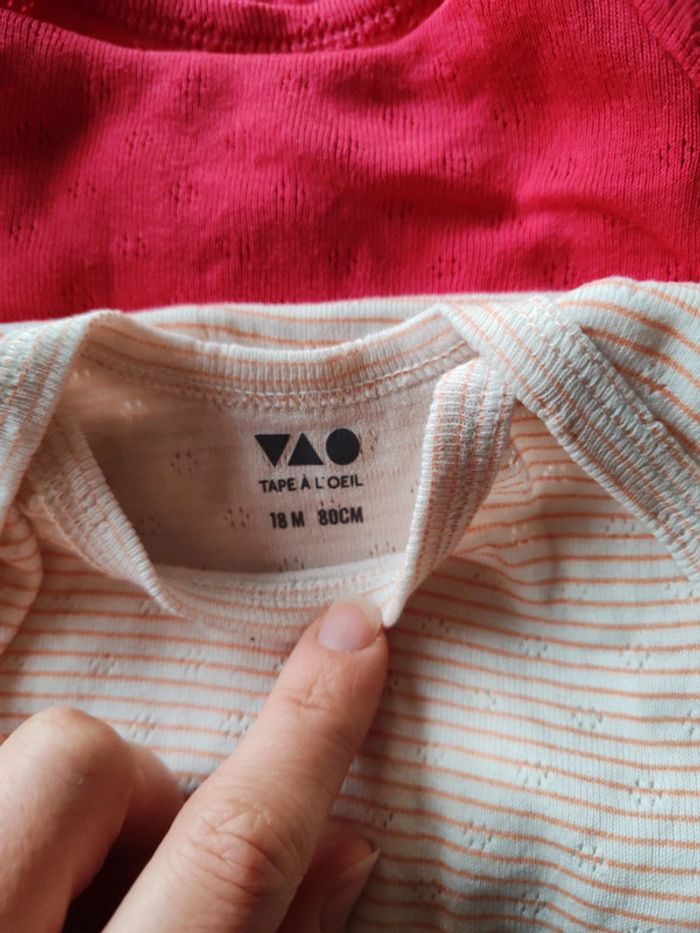 TAPE À L'OEIL
18 M 80CM